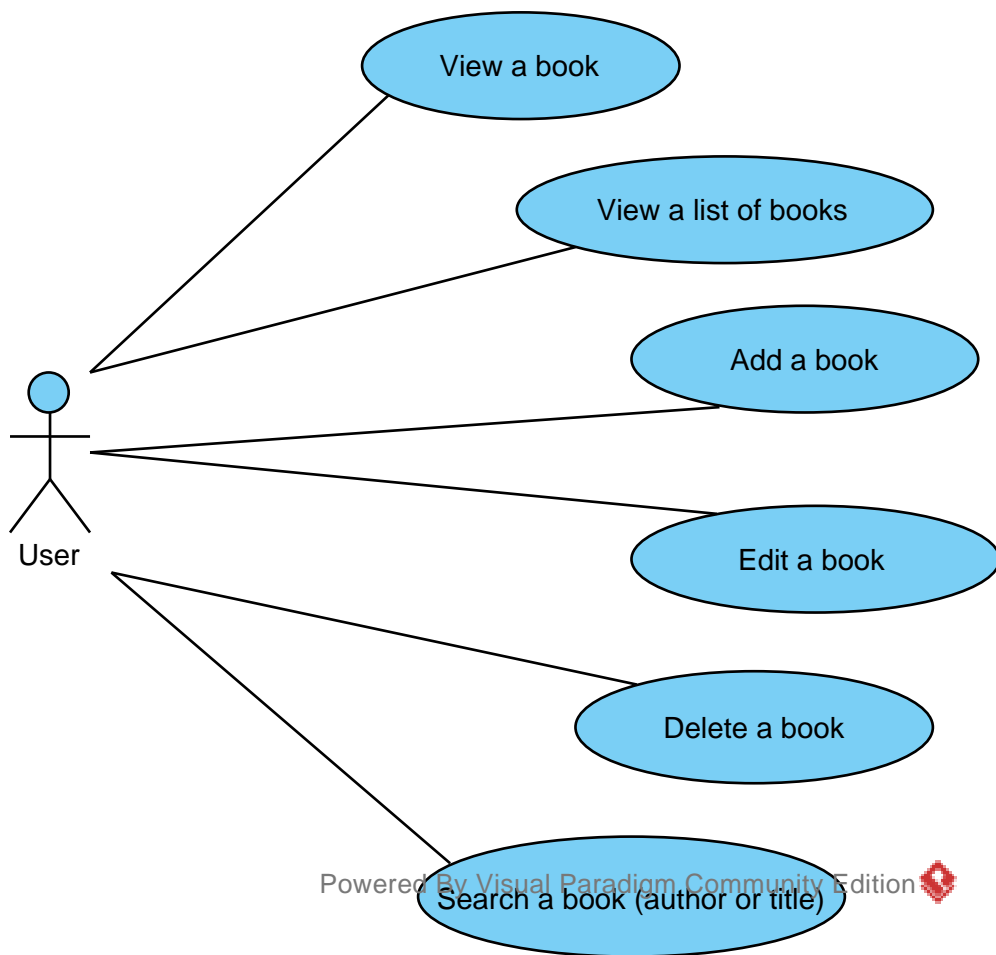 View a book
View a list of books
Add a book
User
Edit a book
Delete a book
Powered By Visual Paradigm Community Edition
Search a book (author or title)